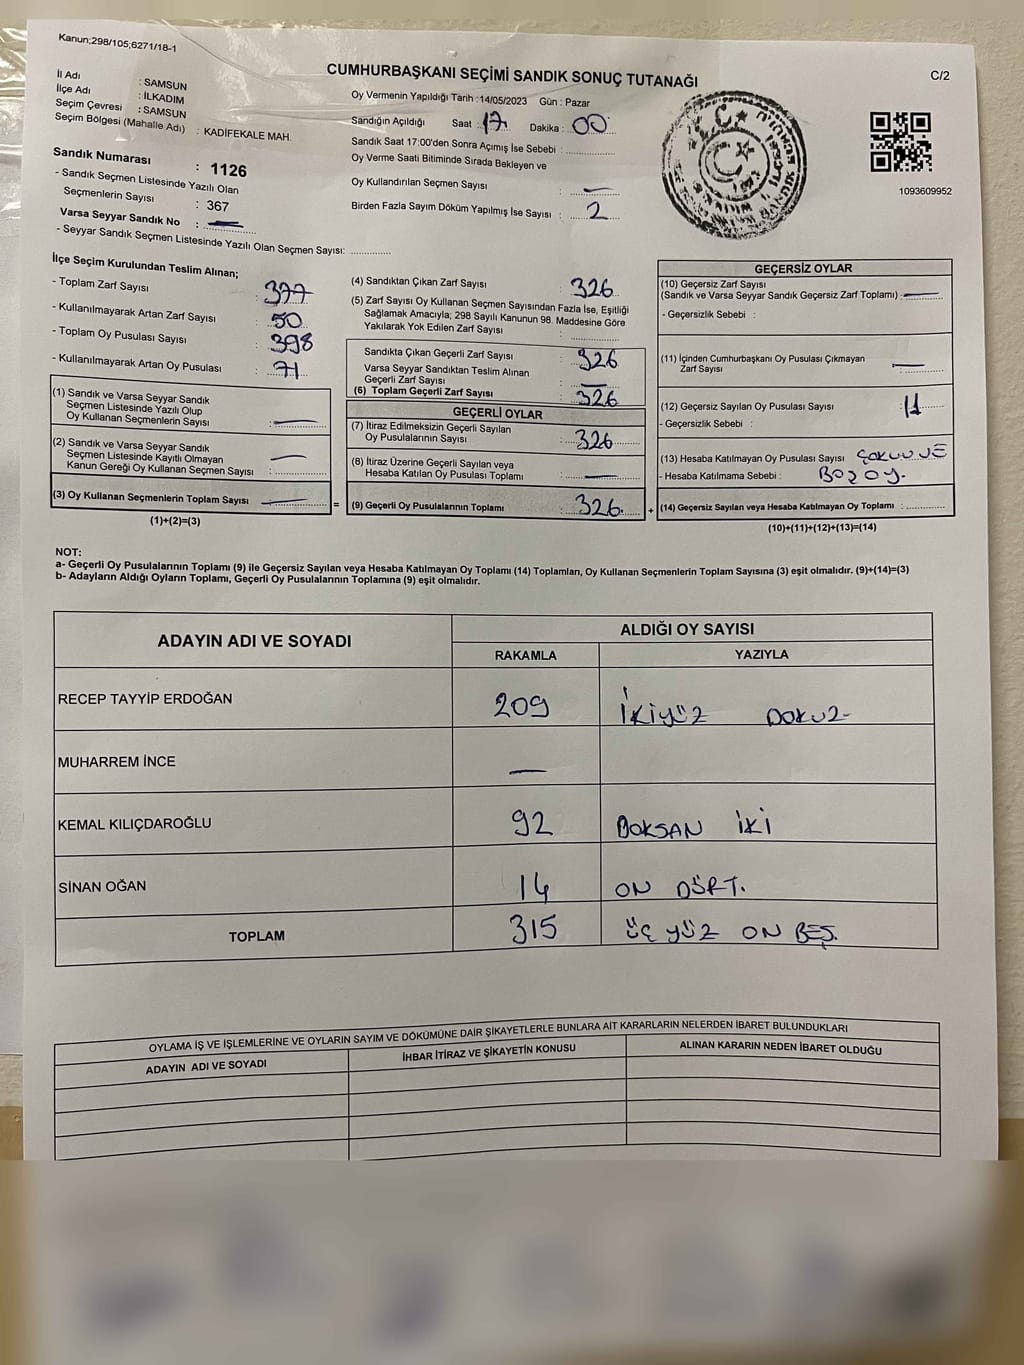 Kanun;298/105;6271/18-1
CUMHURBAŞKANI SEÇİMİ SANDIK SONUÇ TUTANAĞI
C/2
İl Adı : SAMSUN
İlçe Adı : İLKADIM
Seçim Çevresi : SAMSUN
Seçim Bölgesi (Mahalle Adı) : KADİFEKALE MAH.
Sandık Numarası : 1126
- Sandık Seçmen Listesinde Yazılı Olan
Seçmenlerin Sayısı : 367
Varsa Seyyar Sandık No : —
- Seyyar Sandık Seçmen Listesinde Yazılı Olan Seçmen Sayısı: ..............
Oy Vermenin Yapıldığı Tarih :14/05/2023 Gün : Pazar
Sandığın Açıldığı Saat : 17 Dakika : 00
Sandık Saat 17:00'den Sonra Açımış İse Sebebi : ..............
Oy Verme Saati Bitiminde Sırada Bekleyen ve
Oy Kullandırılan Seçmen Sayısı : —
Birden Fazla Sayım Döküm Yapılmış İse Sayısı : 2
1093609952
İlçe Seçim Kurulundan Teslim Alınan;
- Toplam Zarf Sayısı : 377
- Kullanılmayarak Artan Zarf Sayısı : 50
- Toplam Oy Pusulası Sayısı : 398
- Kullanılmayarak Artan Oy Pusulası : 71
(1) Sandık ve Varsa Seyyar Sandık
Seçmen Listesinde Yazılı Olup
Oy Kullanan Seçmenlerin Sayısı : —
(2) Sandık ve Varsa Seyyar Sandık
Seçmen Listesinde Kayıtlı Olmayan
Kanun Gereği Oy Kullanan Seçmen Sayısı : —
(3) Oy Kullanan Seçmenlerin Toplam Sayısı —
(1)+(2)=(3)
=
(4) Sandıktan Çıkan Zarf Sayısı : 326
(5) Zarf Sayısı Oy Kullanan Seçmen Sayısından Fazla İse, Eşitliği
Sağlamak Amacıyla; 298 Sayılı Kanunun 98. Maddesine Göre
Yakılarak Yok Edilen Zarf Sayısı : ..............
Sandıkta Çıkan Geçerli Zarf Sayısı : 326
Varsa Seyyar Sandıktan Teslim Alınan
Geçerli Zarf Sayısı : —
(6) Toplam Geçerli Zarf Sayısı : 326
GEÇERLİ OYLAR
(7) İtiraz Edilmeksizin Geçerli Sayılan
Oy Pusulalarının Sayısı : 326
(8) İtiraz Üzerine Geçerli Sayılan veya
Hesaba Katılan Oy Pusulası Toplamı : —
(9) Geçerli Oy Pusulalarının Toplamı : 326.
+
GEÇERSİZ OYLAR
(10) Geçersiz Zarf Sayısı
(Sandık ve Varsa Seyyar Sandık Geçersiz Zarf Toplamı) : —
- Geçersizlik Sebebi :
(11) İçinden Cumhurbaşkanı Oy Pusulası Çıkmayan
Zarf Sayısı : —
(12) Geçersiz Sayılan Oy Pusulası Sayısı : 11
- Geçersizlik Sebebi :
(13) Hesaba Katılmayan Oy Pusulası Sayısı
- Hesaba Katılmama Sebebi : BOZ OY.
(14) Geçersiz Sayılan veya Hesaba Katılmayan Oy Toplamı : ..............
(10)+(11)+(12)+(13)=(14)
NOT:
a- Geçerli Oy Pusulalarının Toplamı (9) ile Geçersiz Sayılan veya Hesaba Katılmayan Oy Toplamı (14) Toplamları, Oy Kullanan Seçmenlerin Toplam Sayısına (3) eşit olmalıdır. (9)+(14)=(3)
b- Adayların Aldığı Oyların Toplamı, Geçerli Oy Pusulalarının Toplamına (9) eşit olmalıdır.
ADAYIN ADI VE SOYADI ALDIĞI OY SAYISI
RAKAMLA YAZIYLA
RECEP TAYYİP ERDOĞAN 209 İKİYÜZ DOKUZ
MUHARREM İNCE —
KEMAL KILIÇDAROĞLU 92 DOKSAN İKİ
SİNAN OĞAN 14 ON DÖRT.
TOPLAM 315 ÜÇ YÜZ ON BEŞ.
OYLAMA İŞ VE İŞLEMLERİNE VE OYLARIN SAYIM VE DÖKÜMÜNE DAİR ŞİKAYETLERLE BUNLARA AİT KARARLARIN NELERDEN İBARET BULUNDUKLARI
ADAYIN ADI VE SOYADI İHBAR İTİRAZ VE ŞİKAYETİN KONUSU ALINAN KARARIN NEDEN İBARET OLDUĞU